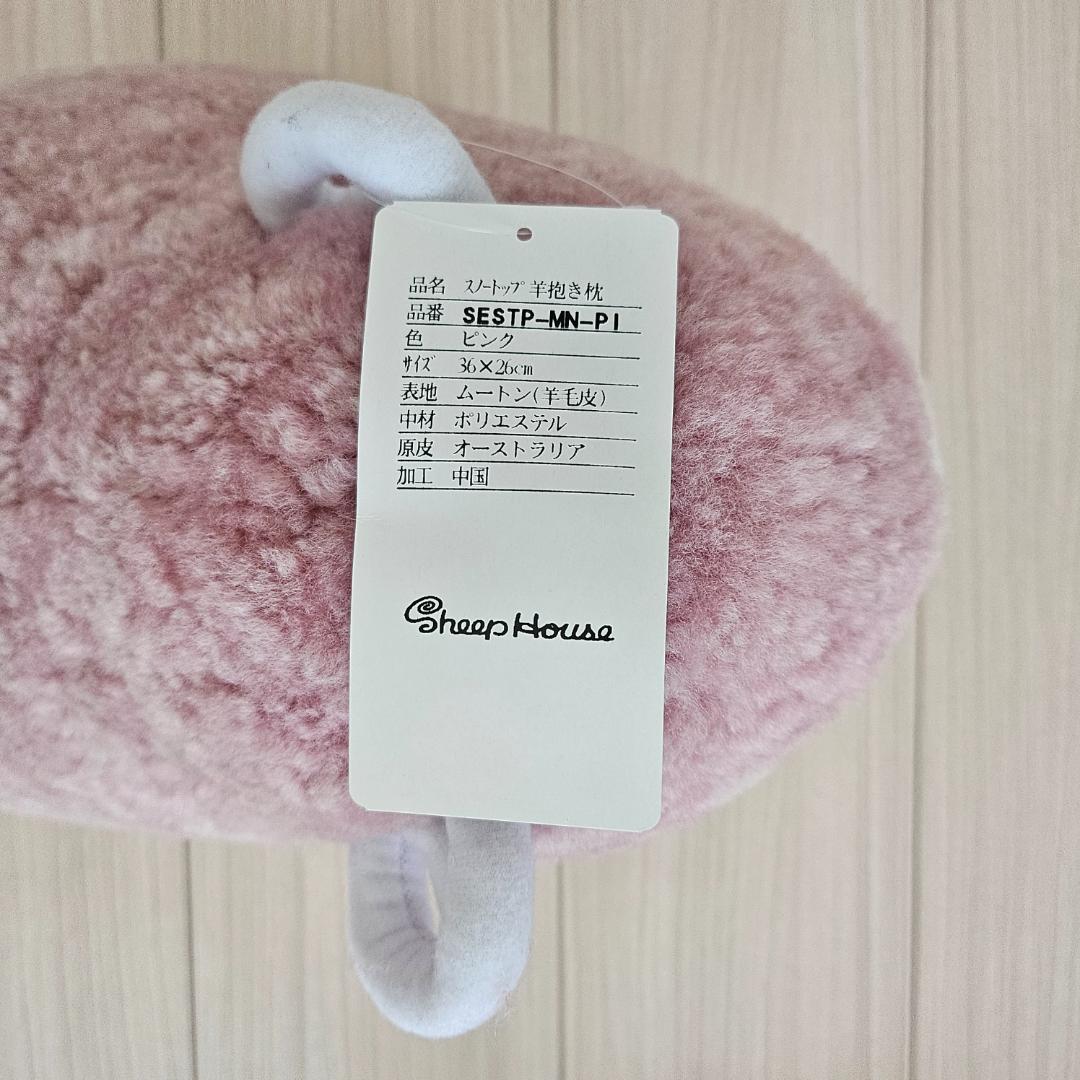 品名 スノートップ 羊抱き枕
品番 SESTP-MN-PI
色 ピンク
サイズ 36×26cm
表地 ムートン(羊毛皮)
中材 ポリエステル
原皮 オーストラリア
加工 中国
Sheep House